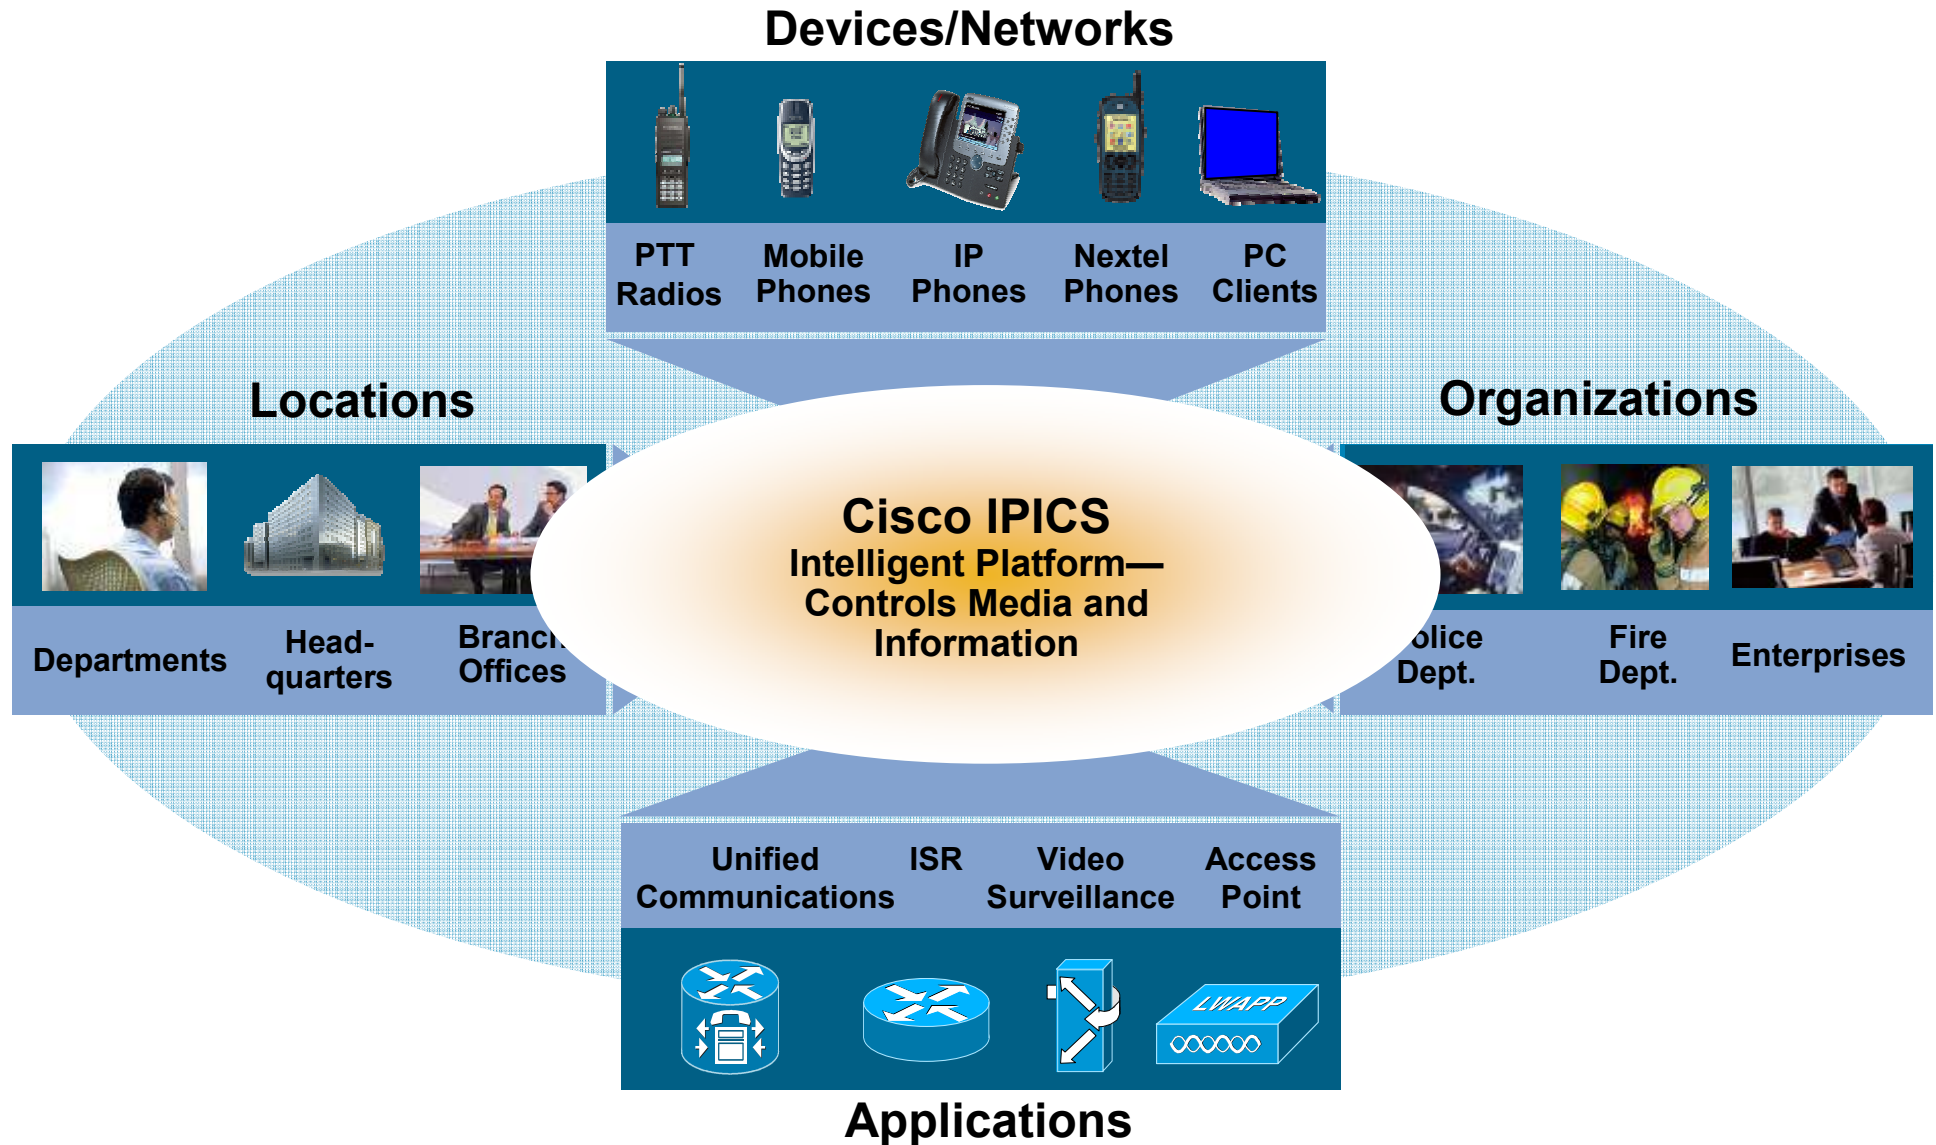 Devices/Networks
PTT
Radios
Mobile
Phones
IP
Phones
Nextel
Phones
PC
Clients
Locations
Departments
Head-
quarters
Branch
Offices
Cisco IPICS
Intelligent Platform—
Controls Media and
Information
Organizations
olice
Dept.
Fire
Dept.
Enterprises
Unified
Communications
ISR
Video
Surveillance
Access
Point
LWAPP
Applications